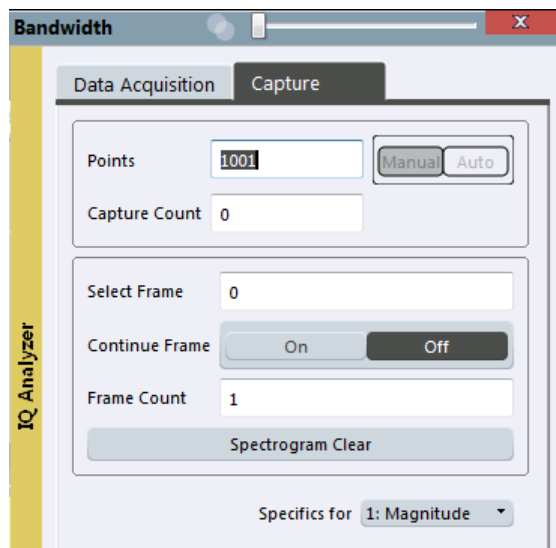 Bandwidth X
Data Acquisition Capture
Points 1001 Manual Auto
Capture Count 0
Select Frame 0
Continue Frame On Off
Frame Count 1
Spectrogram Clear
Specifics for 1: Magnitude
IQ Analyzer